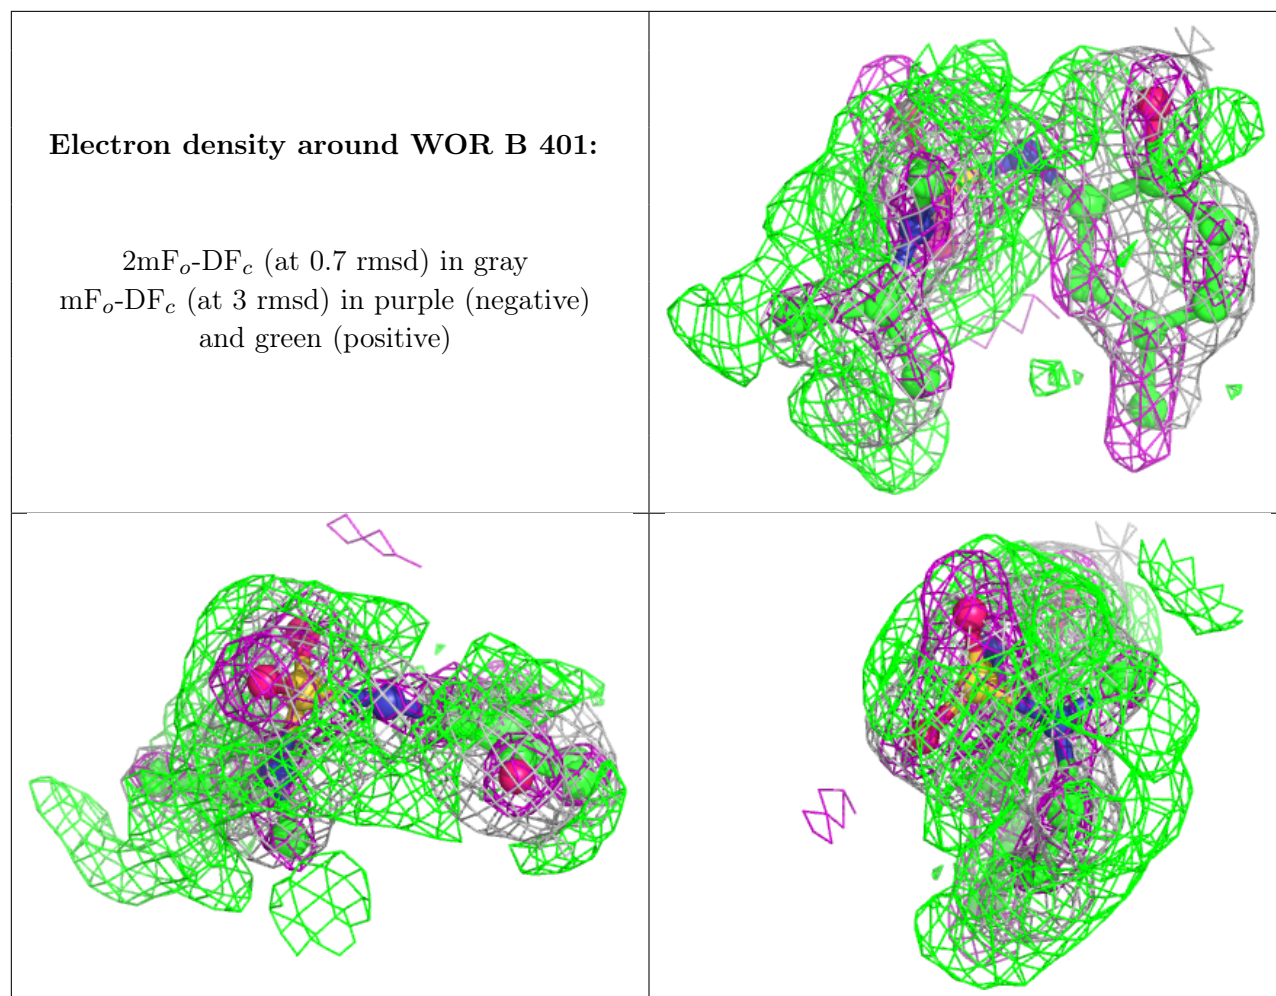 Electron density around WOR B 401:
2mFo-DFc (at 0.7 rmsd) in gray
mFo-DFc (at 3 rmsd) in purple (negative)
and green (positive)